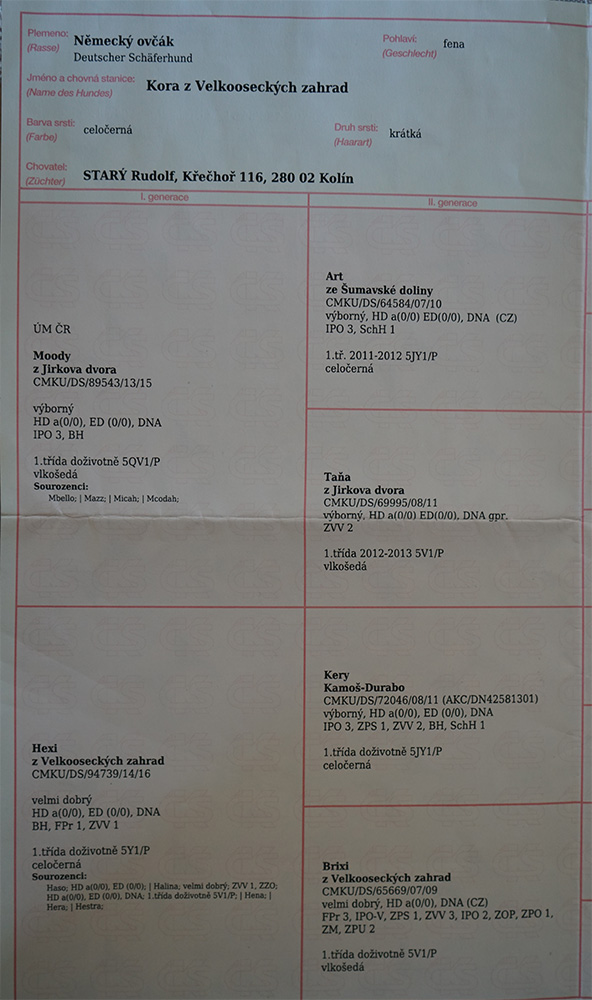 Plemeno:
(Rasse)
Německý ovčák
Deutscher Schäferhund
Pohlaví:
(Geschlecht)
fena
Jméno a chovná stanice:
(Name des Hundes)
Kora z Velkooseckých zahrad
Barva srsti:
(Farbe)
celočerná
Druh srsti:
(Haarart)
krátká
Chovatel:
(Züchter)
STARÝ Rudolf, Křečhoř 116, 280 02 Kolín
I. generace
II. generace
ÚM ČR
Moody
z Jirkova dvora
CMKU/DS/89543/13/15
výborný
HD a(0/0), ED (0/0), DNA
IPO 3, BH
1.třída doživotně 5QV1/P
vlkošedá
Sourozenci:
Mbello; | Mazz; | Micah; | Mcodah;
Hexi
z Velkooseckých zahrad
CMKU/DS/94739/14/16
velmi dobrý
HD a(0/0), ED (0/0), DNA
BH, FPr 1, ZVV 1
1.třída doživotně 5Y1/P
celočerná
Sourozenci:
Haso; HD a(0/0), ED (0/0); | Halina; velmi dobrý; ZVV 1, ZZO;
HD a(0/0), ED (0/0), DNA; 1.třída doživotně 5V1/P; | Hena; |
Hera; | Hestra;
Art
ze Šumavské doliny
CMKU/DS/64584/07/10
výborný, HD a(0/0) ED(0/0), DNA (CZ)
IPO 3, SchH 1
1.tř. 2011-2012 5JY1/P
celočerná
Taňa
z Jirkova dvora
CMKU/DS/69995/08/11
výborný, HD a(0/0) ED(0/0), DNA gpr.
ZVV 2
1.třída 2012-2013 5V1/P
vlkošedá
Kery
Kamoš-Durabo
CMKU/DS/72046/08/11 (AKC/DN42581301)
výborný, HD a(0/0), ED (0/0), DNA
IPO 3, ZPS 1, ZVV 2, BH, SchH 1
1.třída doživotně 5JY1/P
celočerná
Brixi
z Velkooseckých zahrad
CMKU/DS/65669/07/09
velmi dobrý, HD a(0/0), DNA (CZ)
FPr 3, IPO-V, ZPS 1, ZVV 3, IPO 2, ZOP, ZPO 1,
ZM, ZPU 2
1.třída doživotně 5V1/P
vlkošedá